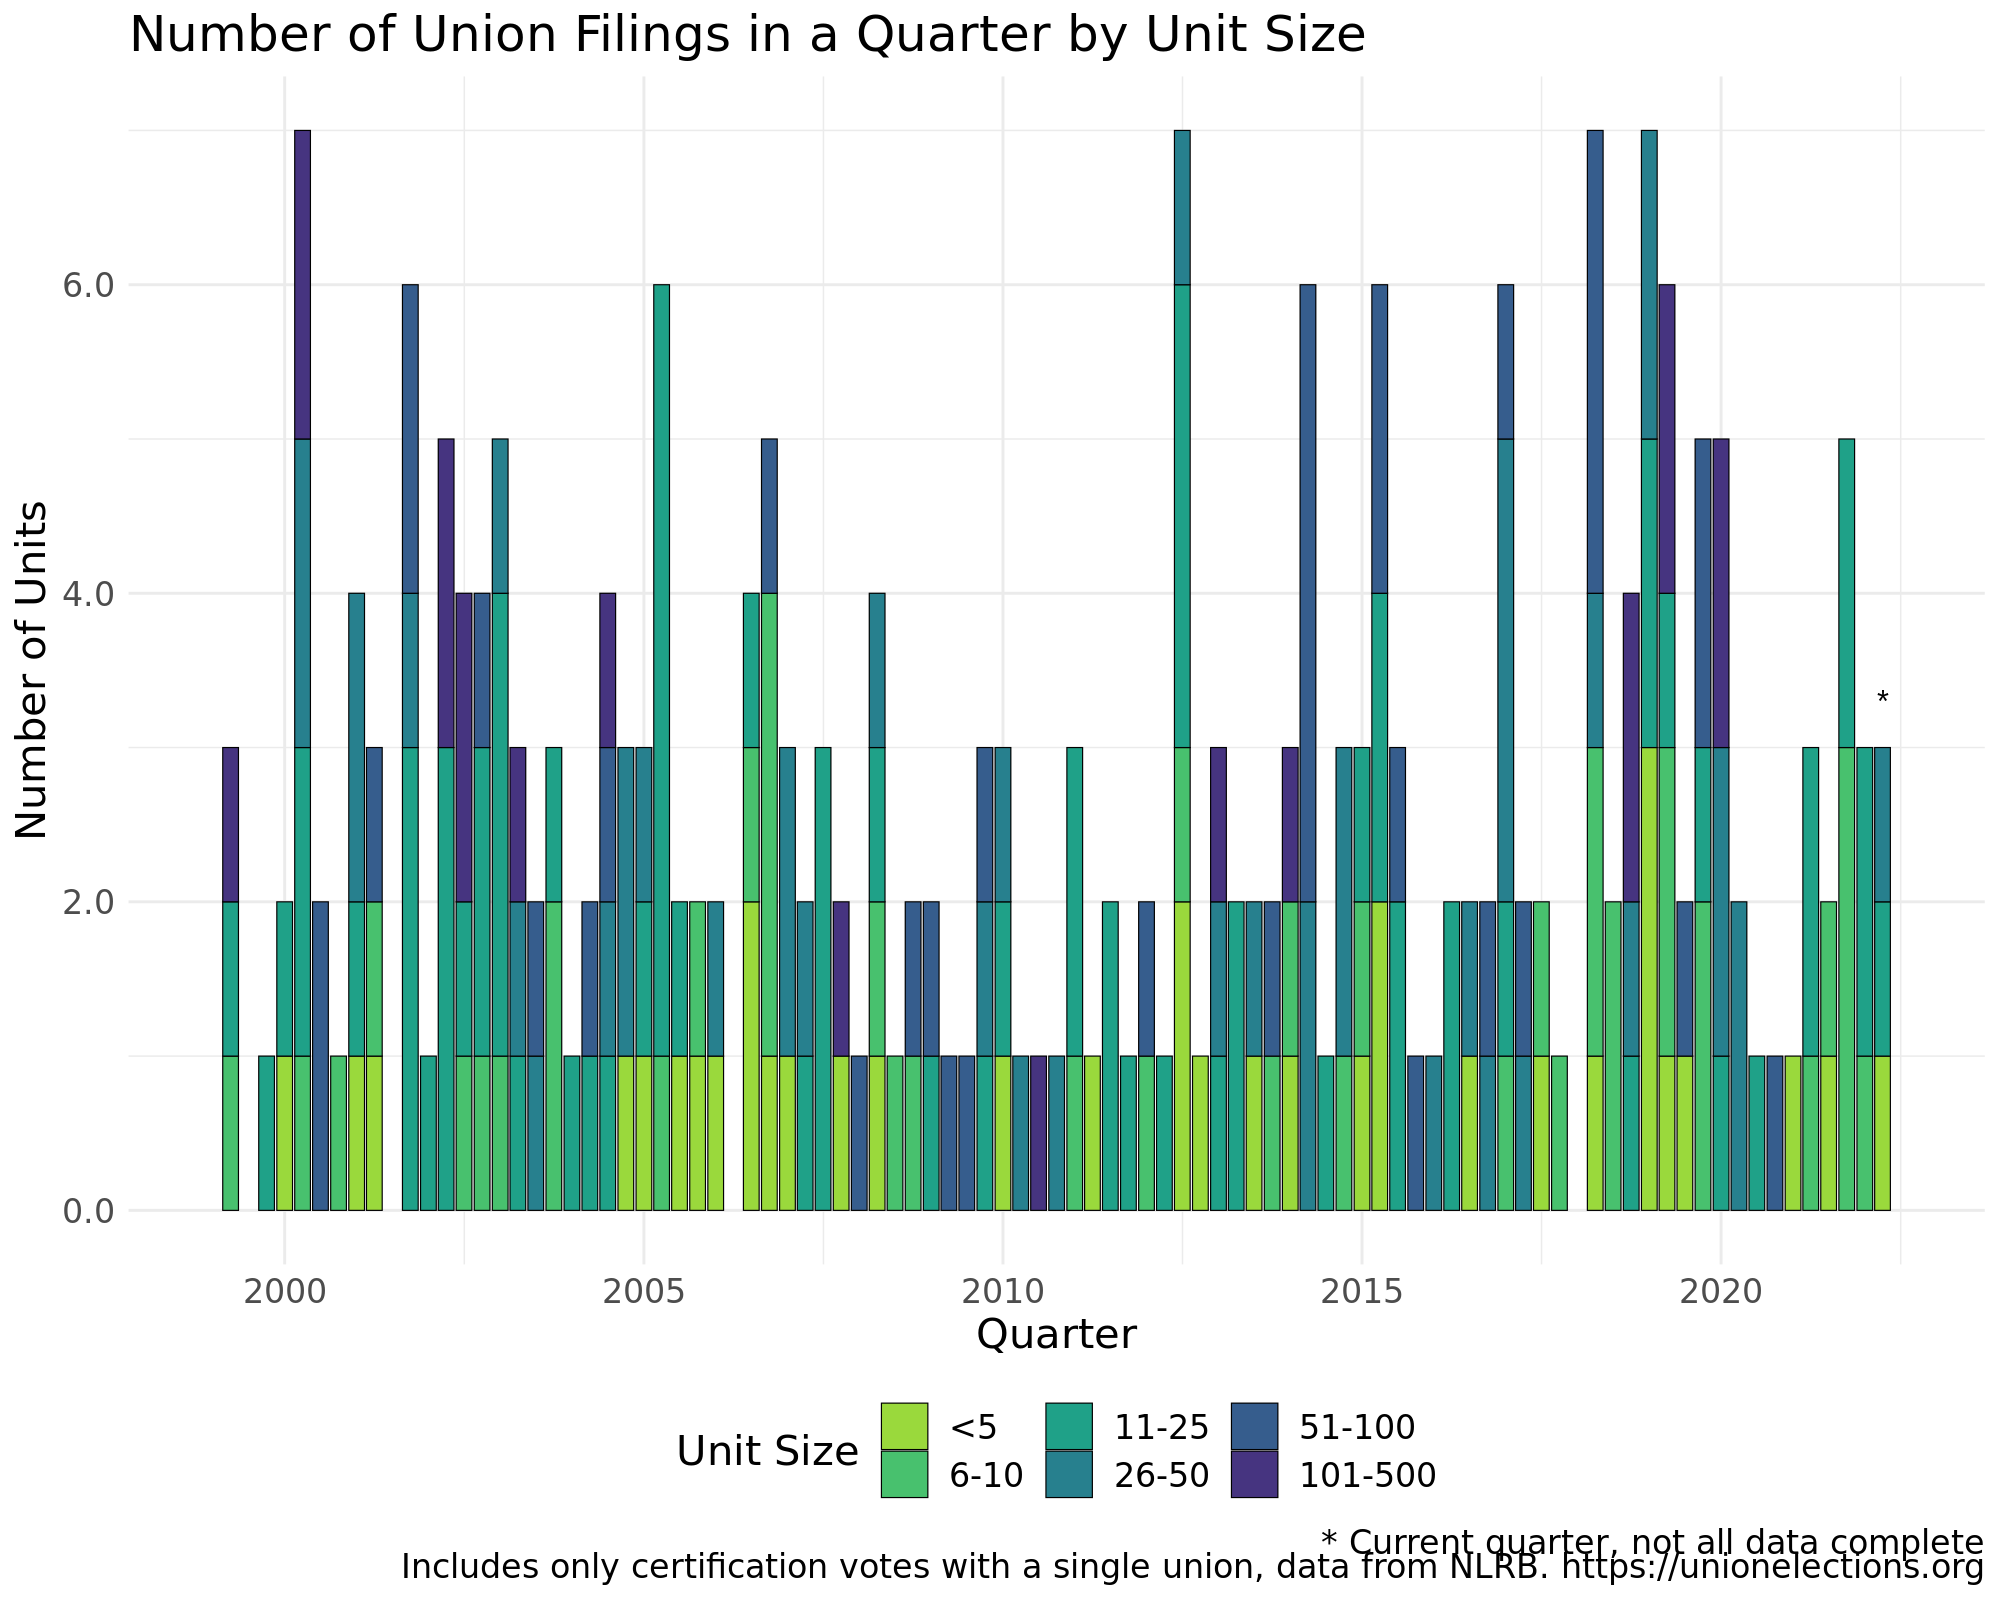 Number of Union Filings in a Quarter by Unit Size
Number of Units
6.0
4.0
2.0
0.0
*
2000 2005 2010 2015 2020
Quarter
Unit Size
<5 11-25 51-100
6-10 26-50 101-500
* Current quarter, not all data complete
Includes only certification votes with a single union, data from NLRB. https://unionelections.org